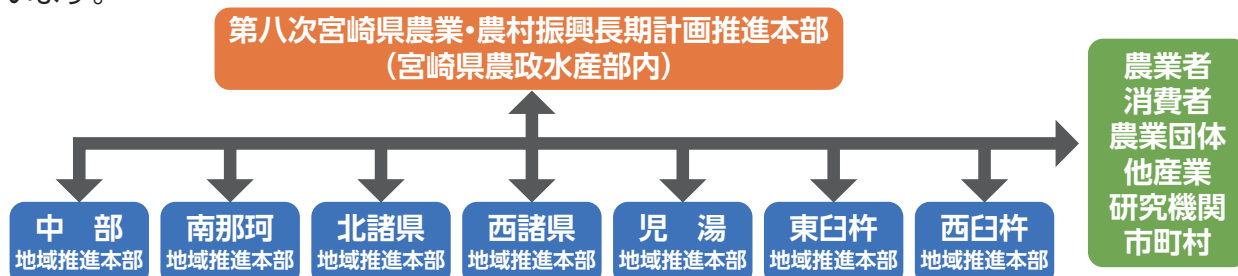 います。
第八次宮崎県農業・農村振興長期計画推進本部
（宮崎県農政水産部内）
農業者
消費者
農業団体
他産業
研究機関
市町村
中　部
地域推進本部
南那珂
地域推進本部
北諸県
地域推進本部
西諸県
地域推進本部
児　湯
地域推進本部
東臼杵
地域推進本部
西臼杵
地域推進本部